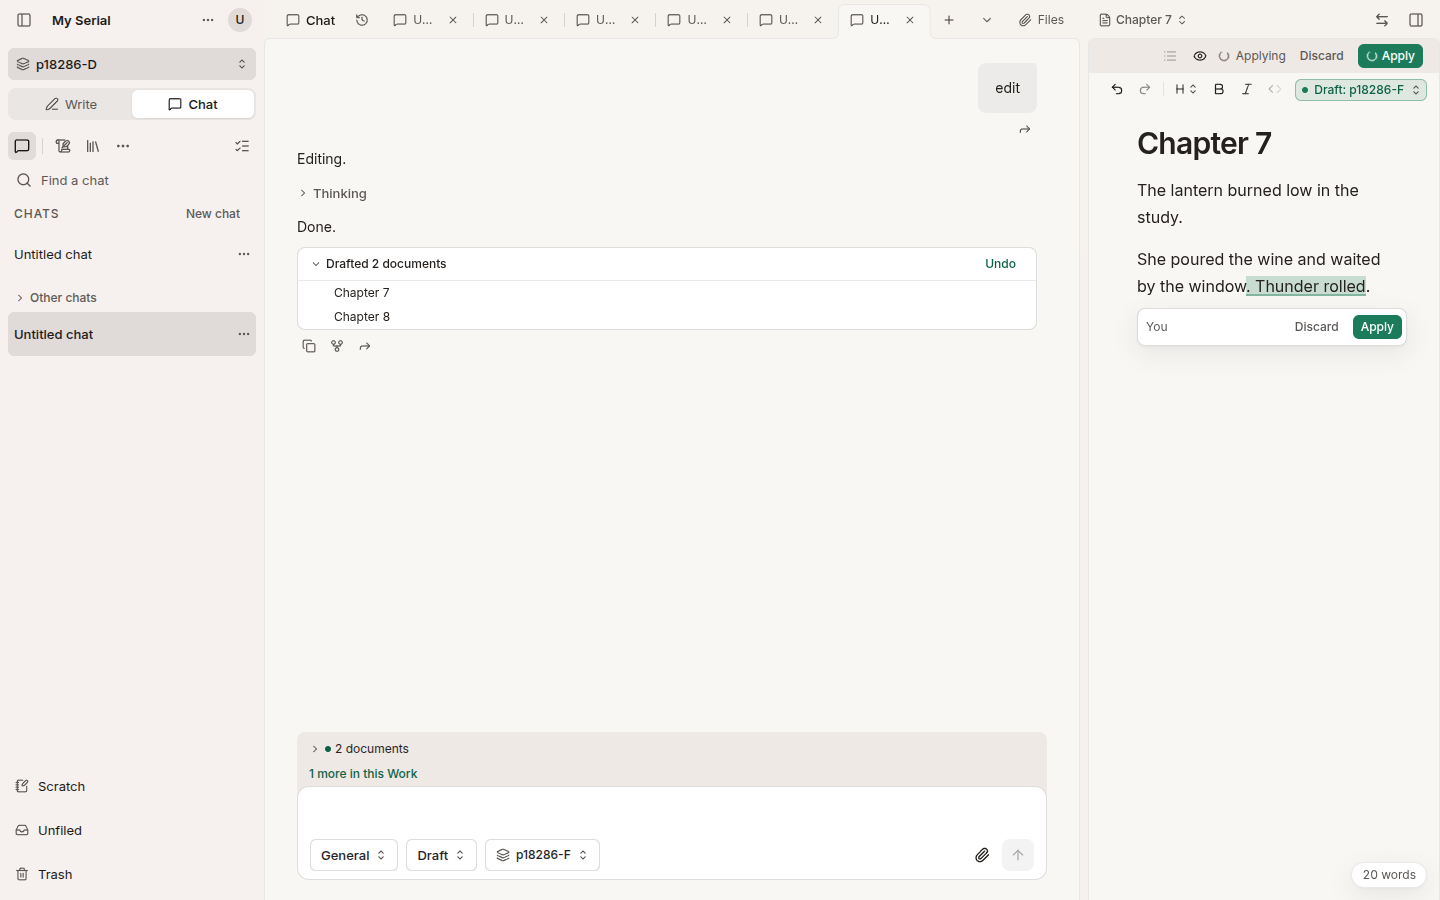 My Serial
U
Chat
U...
U...
U...
U...
U...
U...
Files
Chapter 7
p18286-D
Write
Chat
Find a chat
CHATS
New chat
Untitled chat
Other chats
Untitled chat
Scratch
Unfiled
Trash
edit
Editing.
Thinking
Done.
Drafted 2 documents
Undo
Chapter 7
Chapter 8
2 documents
1 more in this Work
General
Draft
p18286-F
Applying
Discard
Apply
H
B
I
Draft: p18286-F
Chapter 7
The lantern burned low in the
study.
She poured the wine and waited
by the window. Thunder rolled.
You
Discard
Apply
20 words